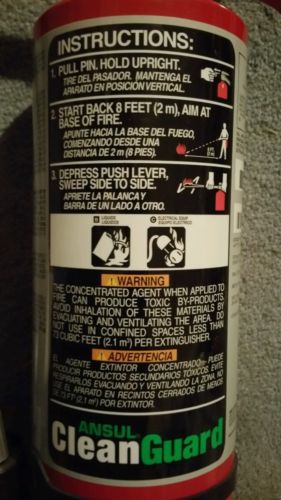 INSTRUCTIONS:
1. PULL PIN. HOLD UPRIGHT.
TIRE DEL PASADOR. MANTENGA EL
APARATO EN POSICIÓN VERTICAL.
2. START BACK 8 FEET (2 m), AIM AT
BASE OF FIRE.
APUNTE HACIA LA BASE DEL FUEGO,
COMENZANDO DESDE UNA
DISTANCIA DE 2 m (8 PIES).
3. DEPRESS PUSH LEVER,
SWEEP SIDE TO SIDE.
APRIETE LA PALANCA Y
BARRA DE UN LADO A OTRO.
B LIQUIDS
LIQUIDOS
C ELECTRICAL EQUIP
EQUIPO ELECTRICO
WARNING
THE CONCENTRATED AGENT WHEN APPLIED TO
FIRE CAN PRODUCE TOXIC BY-PRODUCTS.
AVOID INHALATION OF THESE MATERIALS BY
EVACUATING AND VENTILATING THE AREA. DO
NOT USE IN CONFINED SPACES LESS THAN
73 CUBIC FEET (2.1 m³) PER EXTINGUISHER.
ADVERTENCIA
EL AGENTE EXTINTOR CONCENTRADO PUEDE
PRODUCIR PRODUCTOS SECUNDARIOS TÓXICOS. EVITE
RESPIRARLOS EVACUANDO Y VENTILANDO LA ZONA. NO
USE EL APARATO EN RECINTOS CERRADOS DE MENOS
DE 73 FT (2.1 m³) POR EXTINTOR.
ANSUL®
CleanGuard